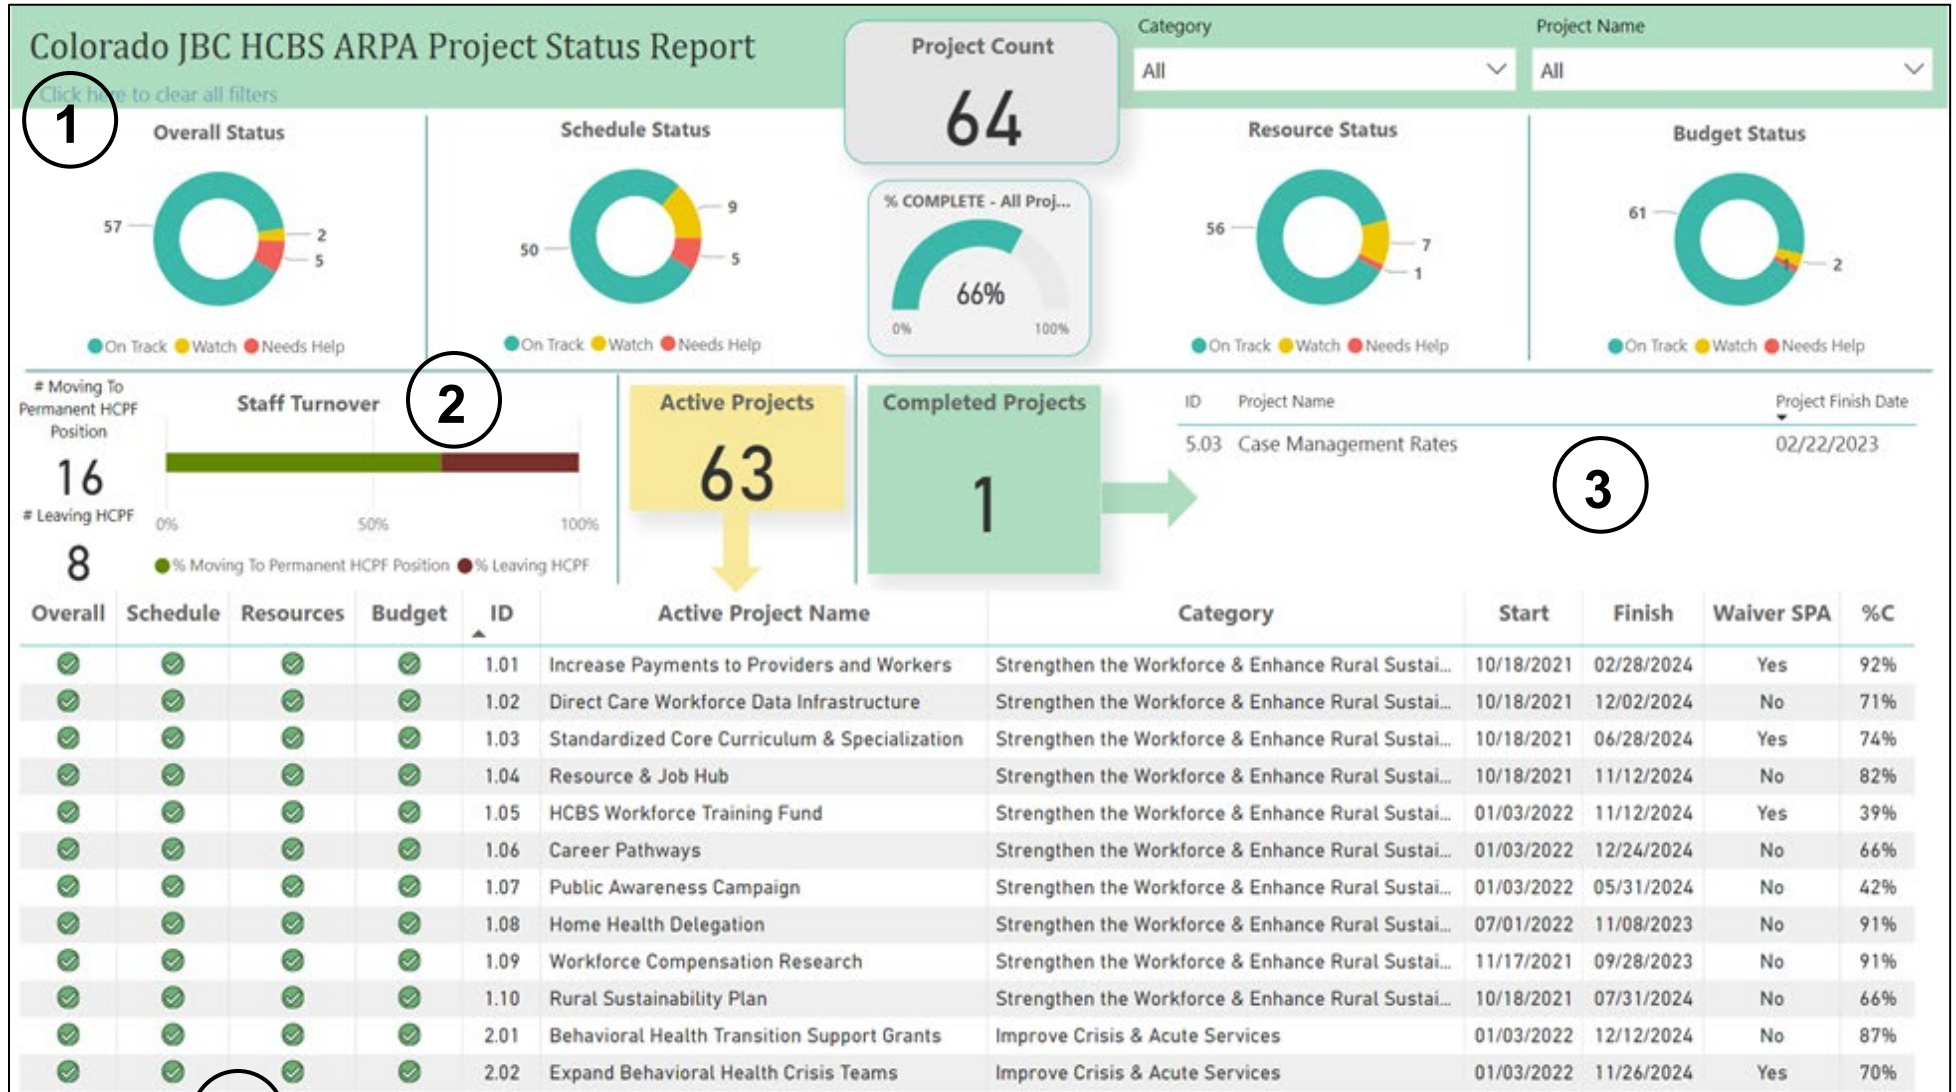 Colorado JBC HCBS ARPA Project Status Report
Click here to clear all filters
Project Count
64
Category
All
Project Name
All
1
Overall Status
57
2
5
On Track Watch Needs Help
Schedule Status
50
9
5
On Track Watch Needs Help
% COMPLETE - All Proj...
66%
0% 100%
Resource Status
56
7
1
On Track Watch Needs Help
Budget Status
61
1
2
On Track Watch Needs Help
# Moving To
Permanent HCPF
Position
16
# Leaving HCPF
8
Staff Turnover
2
0% 50% 100%
% Moving To Permanent HCPF Position % Leaving HCPF
Active Projects
63
Completed Projects
1
ID Project Name Project Finish Date
5.03 Case Management Rates 02/22/2023
3
Overall Schedule Resources Budget ID Active Project Name Category Start Finish Waiver SPA %C
1.01 Increase Payments to Providers and Workers Strengthen the Workforce & Enhance Rural Sustai... 10/18/2021 02/28/2024 Yes 92%
1.02 Direct Care Workforce Data Infrastructure Strengthen the Workforce & Enhance Rural Sustai... 10/18/2021 12/02/2024 No 71%
1.03 Standardized Core Curriculum & Specialization Strengthen the Workforce & Enhance Rural Sustai... 10/18/2021 06/28/2024 Yes 74%
1.04 Resource & Job Hub Strengthen the Workforce & Enhance Rural Sustai... 10/18/2021 11/12/2024 No 82%
1.05 HCBS Workforce Training Fund Strengthen the Workforce & Enhance Rural Sustai... 01/03/2022 11/12/2024 Yes 39%
1.06 Career Pathways Strengthen the Workforce & Enhance Rural Sustai... 01/03/2022 12/24/2024 No 66%
1.07 Public Awareness Campaign Strengthen the Workforce & Enhance Rural Sustai... 01/03/2022 05/31/2024 No 42%
1.08 Home Health Delegation Strengthen the Workforce & Enhance Rural Sustai... 07/01/2022 11/08/2023 No 91%
1.09 Workforce Compensation Research Strengthen the Workforce & Enhance Rural Sustai... 11/17/2021 09/28/2023 No 91%
1.10 Rural Sustainability Plan Strengthen the Workforce & Enhance Rural Sustai... 10/18/2021 07/31/2024 No 66%
2.01 Behavioral Health Transition Support Grants Improve Crisis & Acute Services 01/03/2022 12/12/2024 No 87%
2.02 Expand Behavioral Health Crisis Teams Improve Crisis & Acute Services 01/03/2022 11/26/2024 Yes 70%